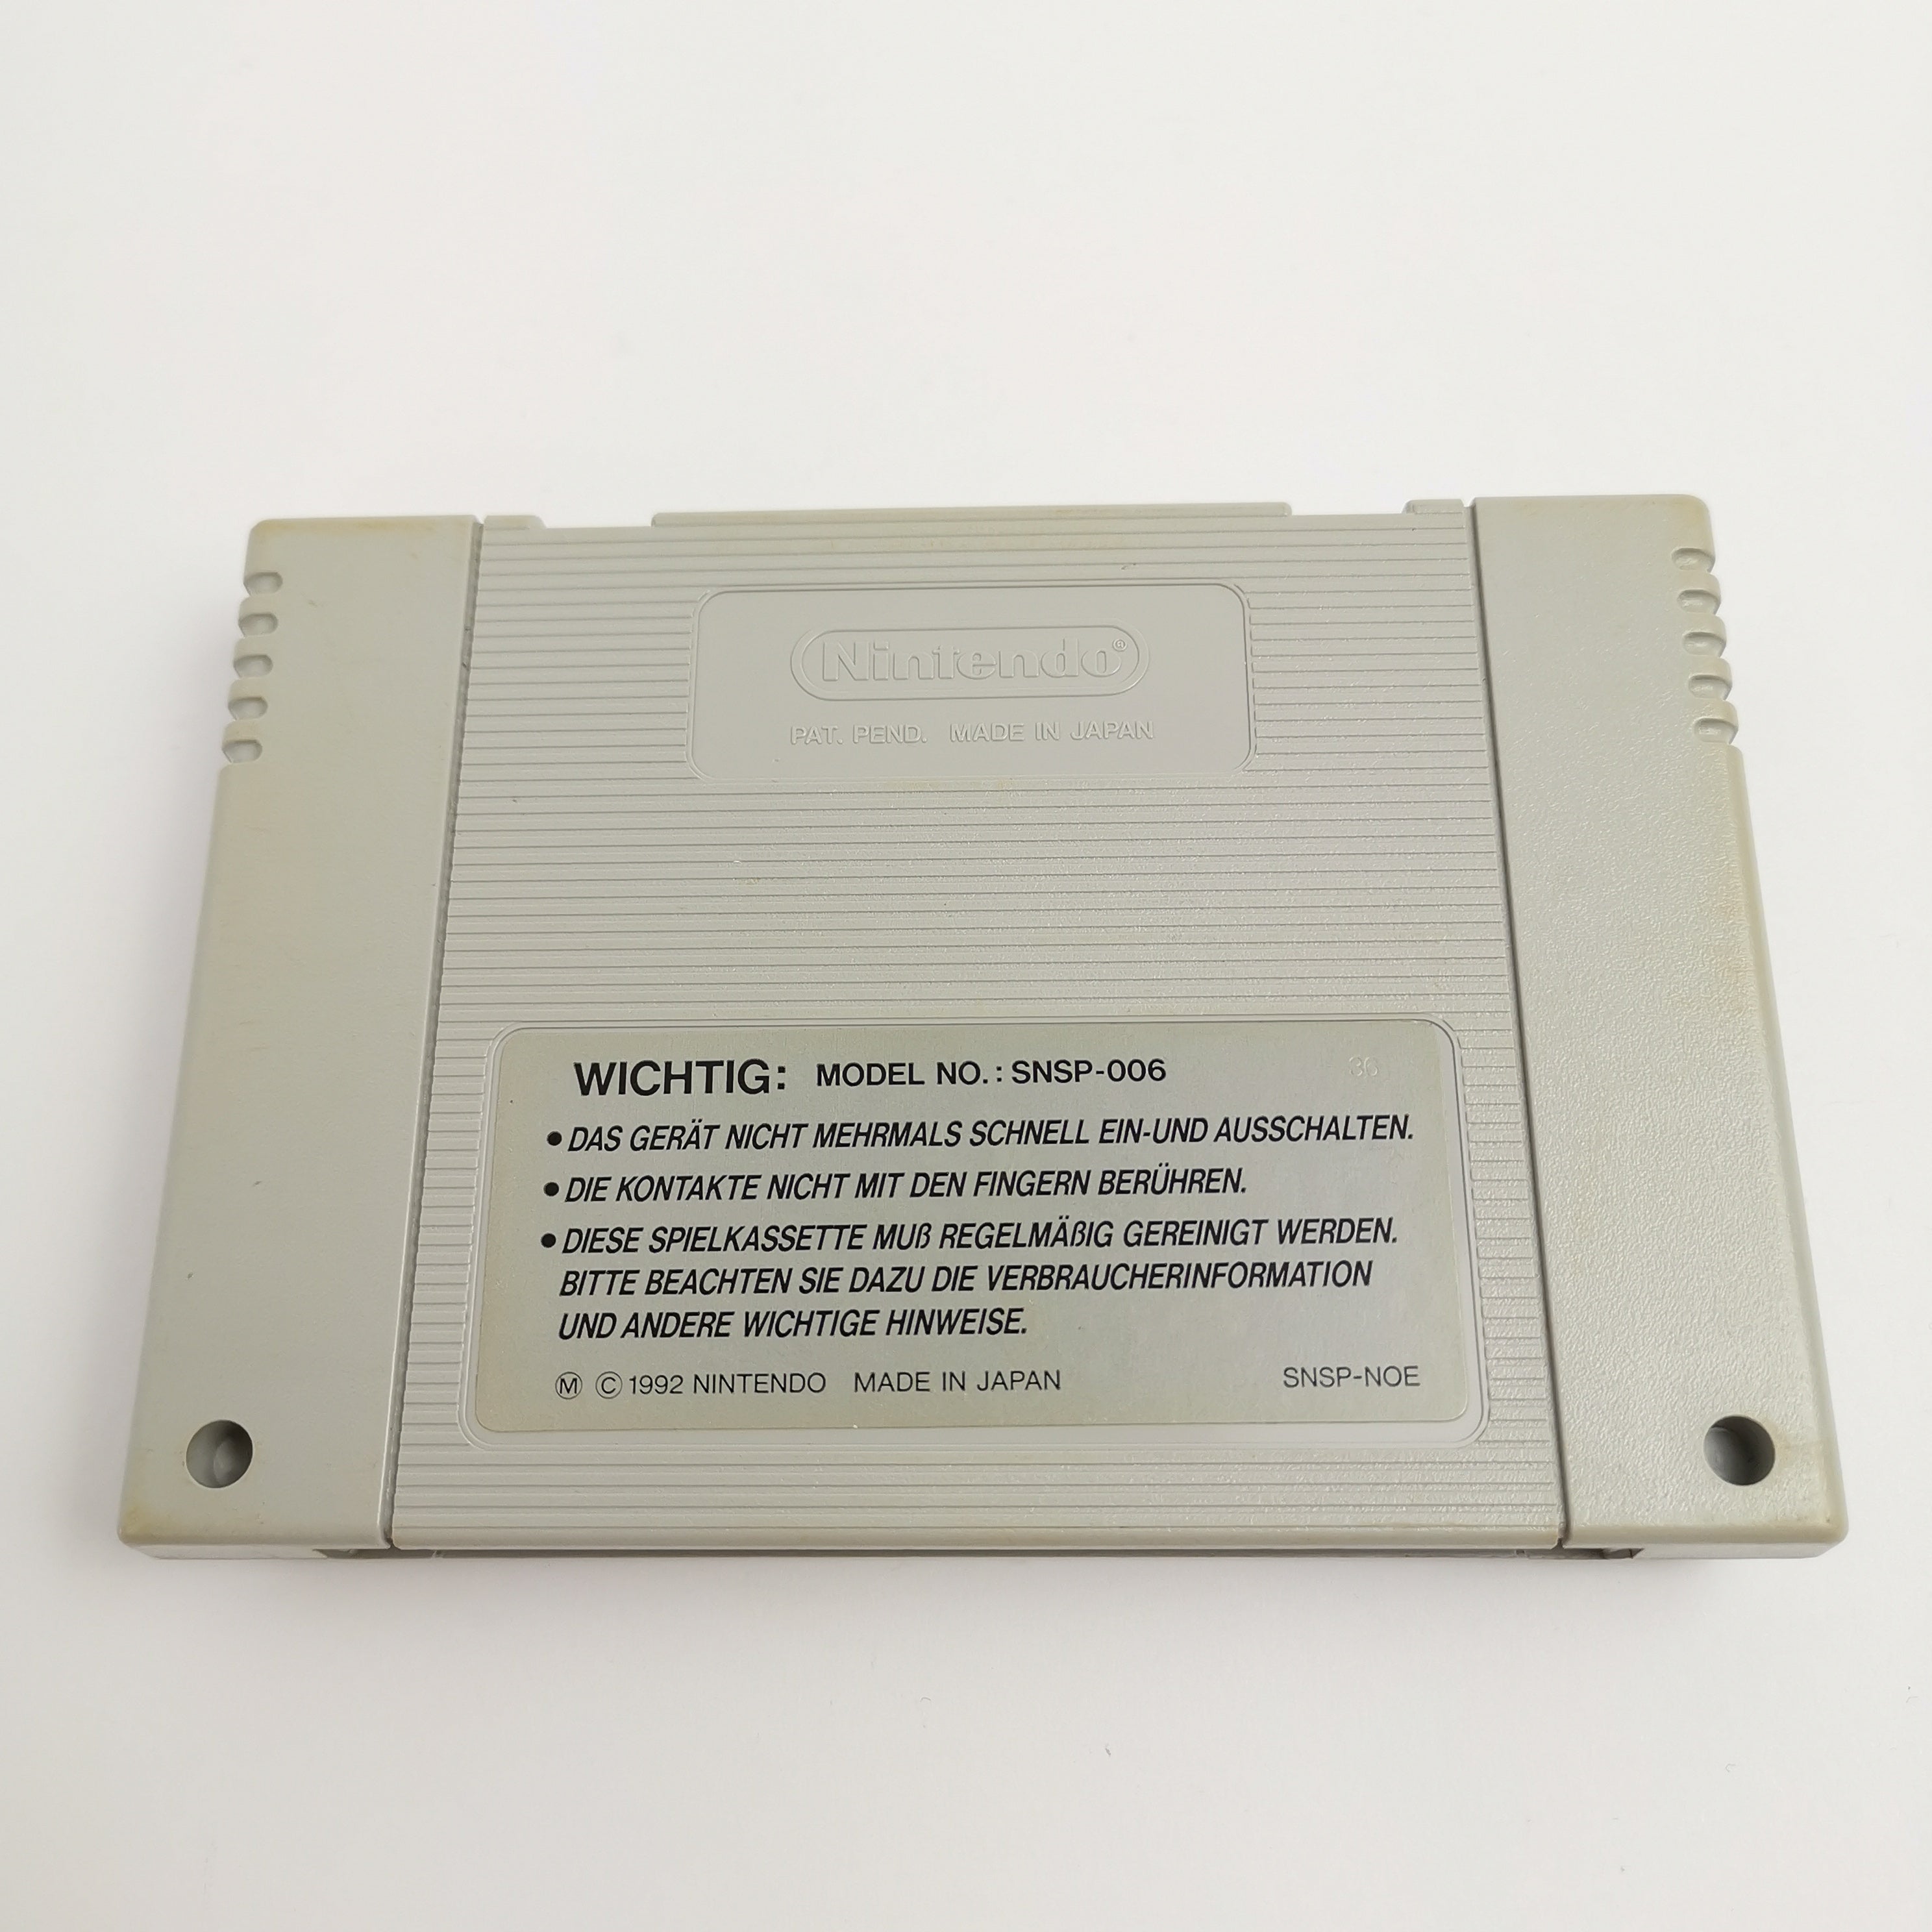 Nintendo®
PAT. PEND. MADE IN JAPAN
WICHTIG: MODEL NO.: SNSP-006 30
•DAS GERÄT NICHT MEHRMALS SCHNELL EIN-UND AUSSCHALTEN.
•DIE KONTAKTE NICHT MIT DEN FINGERN BERÜHREN.
•DIESE SPIELKASSETTE MUß REGELMÄßIG GEREINIGT WERDEN.
BITTE BEACHTEN SIE DAZU DIE VERBRAUCHERINFORMATION
UND ANDERE WICHTIGE HINWEISE.
Ⓜ © 1992 NINTENDO MADE IN JAPAN SNSP-NOE